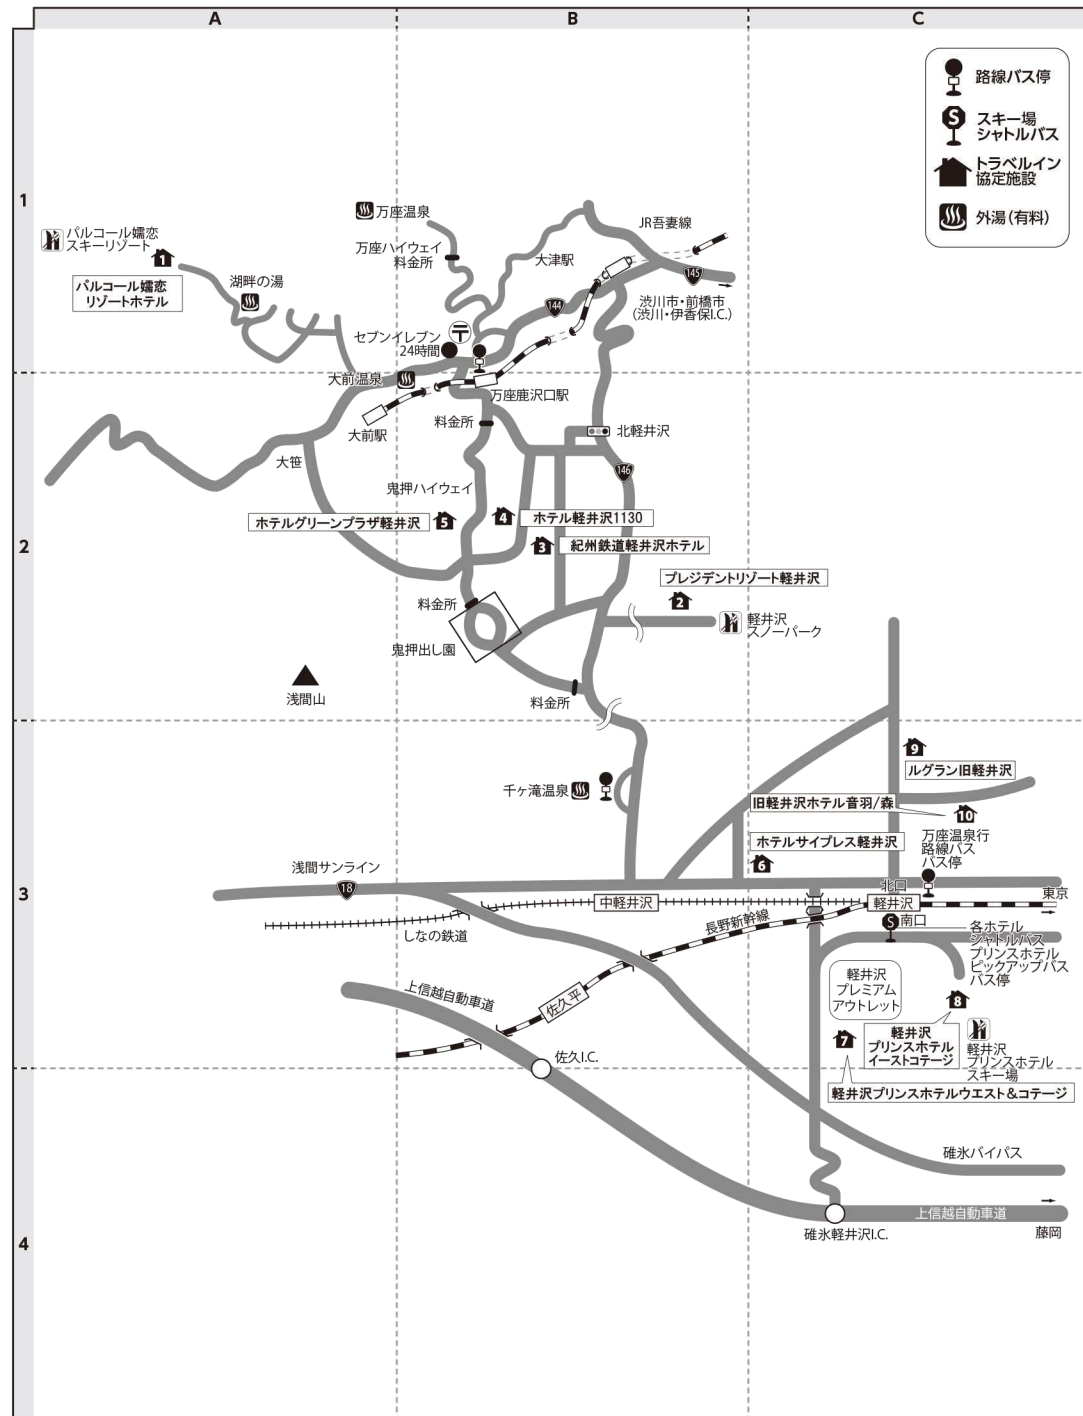 A
B
C
1
2
3
4
路線バス停
S
スキー場
シャトルバス
トラベルイン
協定施設
外湯（有料）
万座温泉
JR吾妻線
パルコール嬬恋
スキーリゾート
1
万座ハイウェイ
料金所
大津駅
145
パルコール嬬恋
リゾートホテル
湖畔の湯
144
渋川市・前橋市
（渋川・伊香保I.C.）
セブンイレブン
24時間
〒
大前温泉
万座鹿沢口駅
大前駅
料金所
北軽井沢
大笹
146
鬼押ハイウェイ
ホテルグリーンプラザ軽井沢
5
4
ホテル軽井沢1130
3
紀州鉄道軽井沢ホテル
プレジデントリゾート軽井沢
2
料金所
軽井沢
スノーパーク
鬼押出し園
浅間山
料金所
9
ルグラン旧軽井沢
千ヶ滝温泉
旧軽井沢ホテル音羽/森
10
ホテルサイプレス軽井沢
6
万座温泉行
路線バス
バス停
浅間サンライン
18
北口
東京
中軽井沢
軽井沢
しなの鉄道
長野新幹線
S
南口
各ホテル
シャトルバス
プリンスホテル
ピックアップバス
バス停
上信越自動車道
佐久平
軽井沢
プレミアム
アウトレット
8
7
軽井沢
プリンスホテル
イーストコテージ
軽井沢
プリンスホテル
スキー場
佐久I.C.
軽井沢プリンスホテルウエスト&コテージ
碓氷バイパス
上信越自動車道
碓氷軽井沢I.C.
藤岡